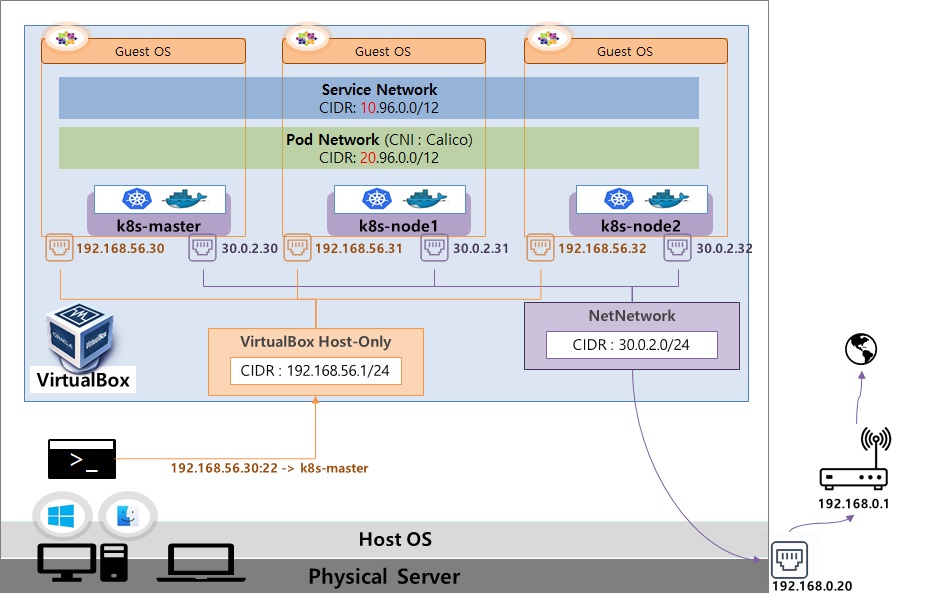 Guest OS
Guest OS
Guest OS
Service Network
CIDR: 10.96.0.0/12
Pod Network (CNI : Calico)
CIDR: 20.96.0.0/12
k8s-master
k8s-node1
k8s-node2
192.168.56.30
30.0.2.30
192.168.56.31
30.0.2.31
192.168.56.32
30.0.2.32
NetNetwork
CIDR : 30.0.2.0/24
VirtualBox Host-Only
CIDR : 192.168.56.1/24
ORACLE
VirtualBox
VirtualBox
>_
192.168.56.30:22 -> k8s-master
192.168.0.1
Host OS
Physical Server
192.168.0.20